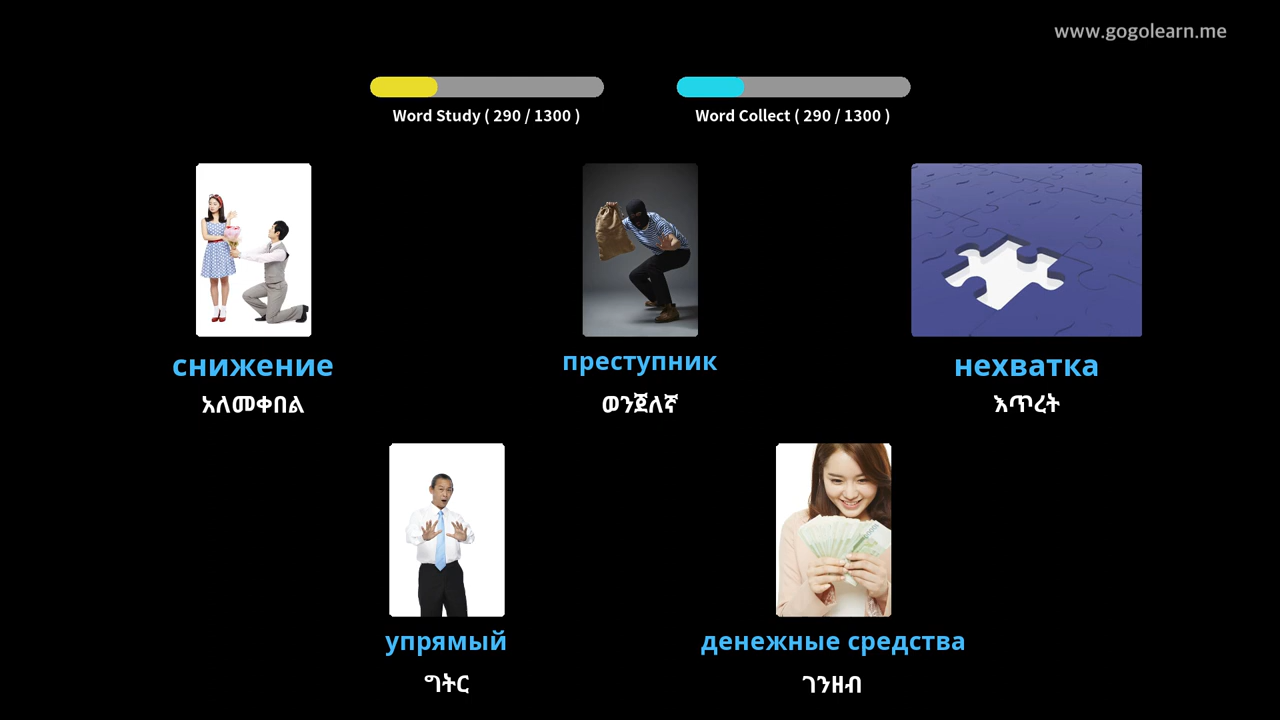 www.gogolearn.me
Word Study ( 290 / 1300 )
Word Collect ( 290 / 1300 )
снижение
አለመቀበል
преступник
ወንጀለኛ
нехватка
እጥረት
упрямый
ግትር
денежные средства
ገንዘብ